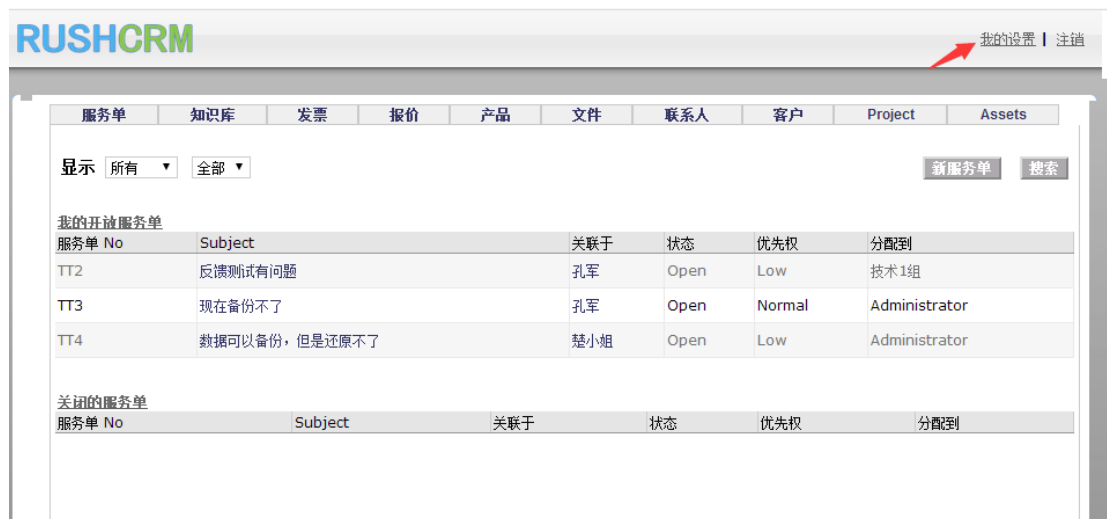 RUSHCRM
我的设置 | 注销
服务单 知识库 发票 报价 产品 文件 联系人 客户 Project Assets
显示 所有 全部 新服务单 搜索
我的开放服务单
服务单 No Subject 关联于 状态 优先权 分配到
TT2 反馈测试有问题 孔军 Open Low 技术1组
TT3 现在备份不了 孔军 Open Normal Administrator
TT4 数据可以备份，但是还原不了 楚小姐 Open Low Administrator
关闭的服务单
服务单 No Subject 关联于 状态 优先权 分配到